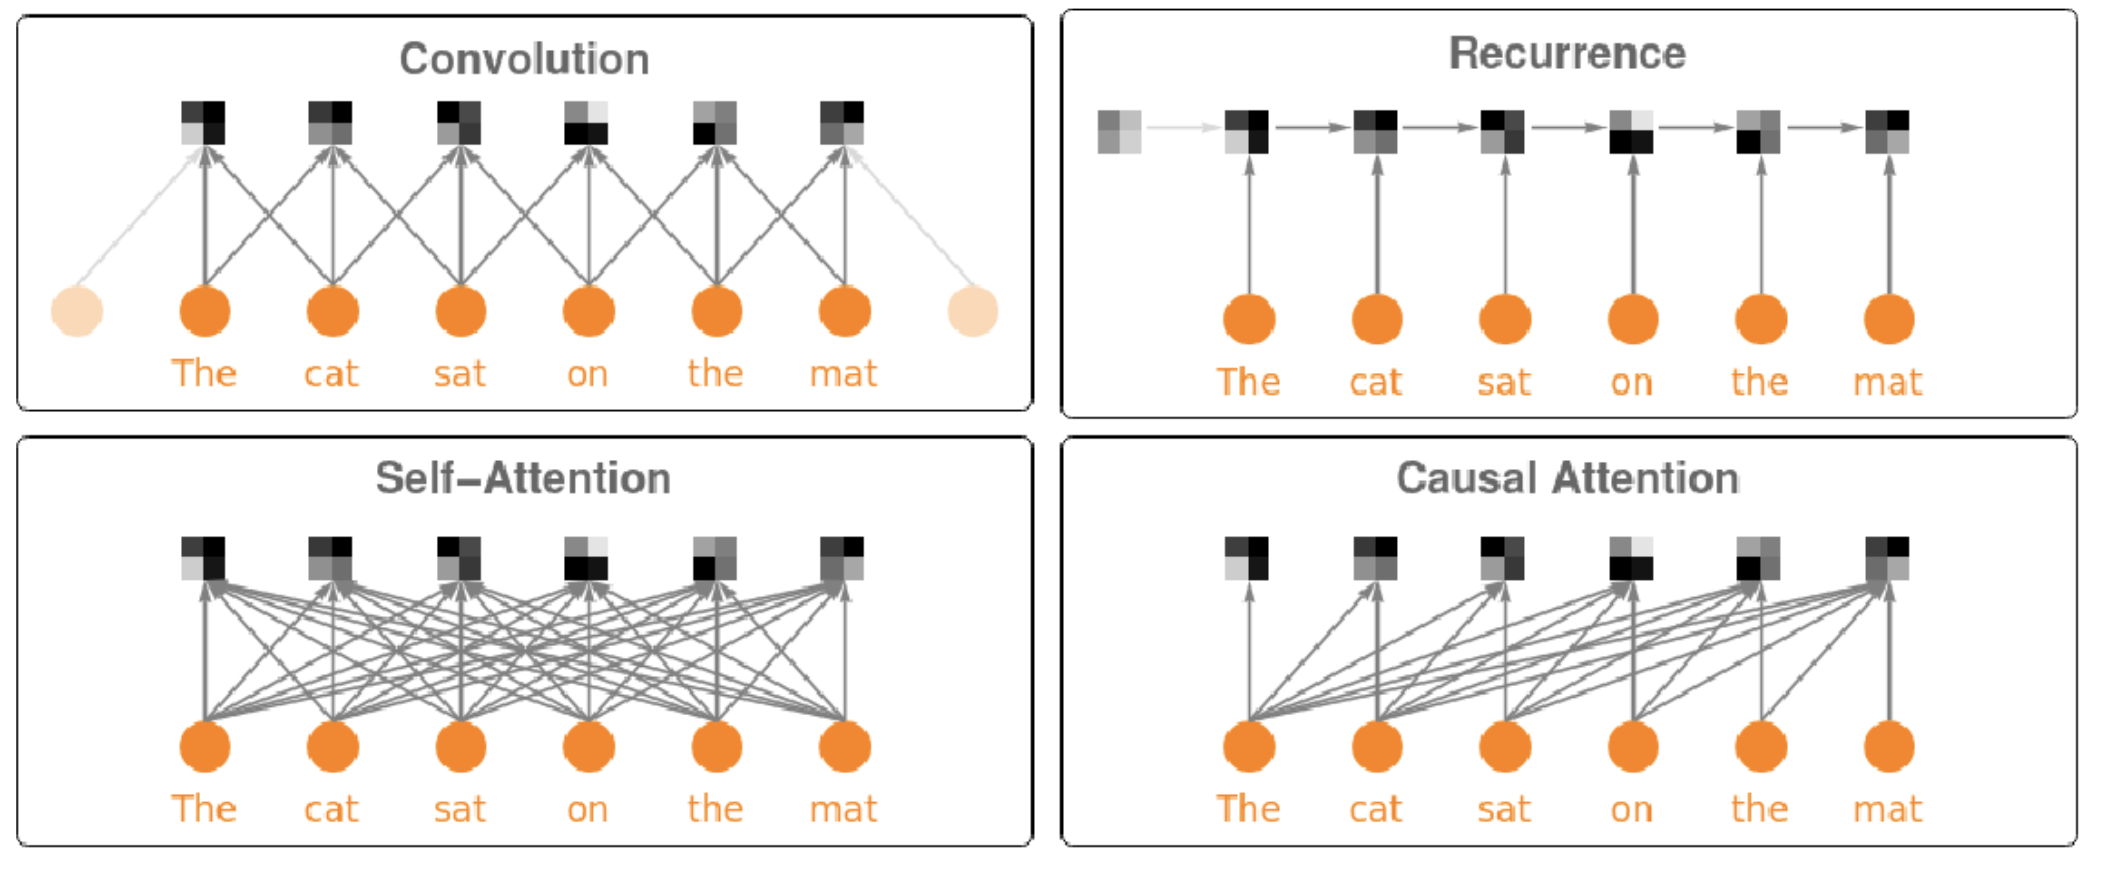 Convolution
The cat sat on the mat
Recurrence
The cat sat on the mat
Self-Attention
The cat sat on the mat
Causal Attention
The cat sat on the mat